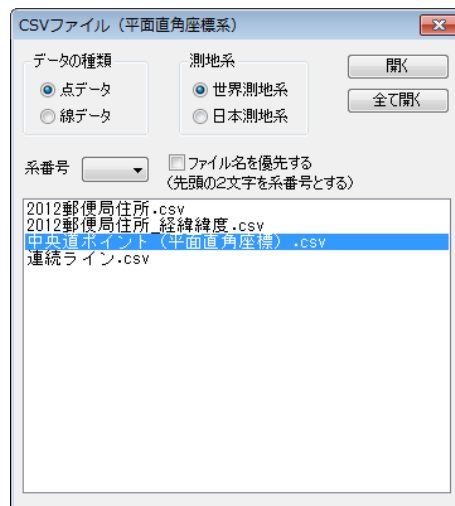 CSVファイル（平面直角座標系）
データの種類
点データ
線データ
測地系
世界測地系
日本測地系
開く
全て開く
系番号
ファイル名を優先する
(先頭の2文字を系番号とする)
2012郵便局住所.csv
2012郵便局住所_経緯緯度.csv
中央道ポイント（平面直角座標）.csv
連続ライン.csv